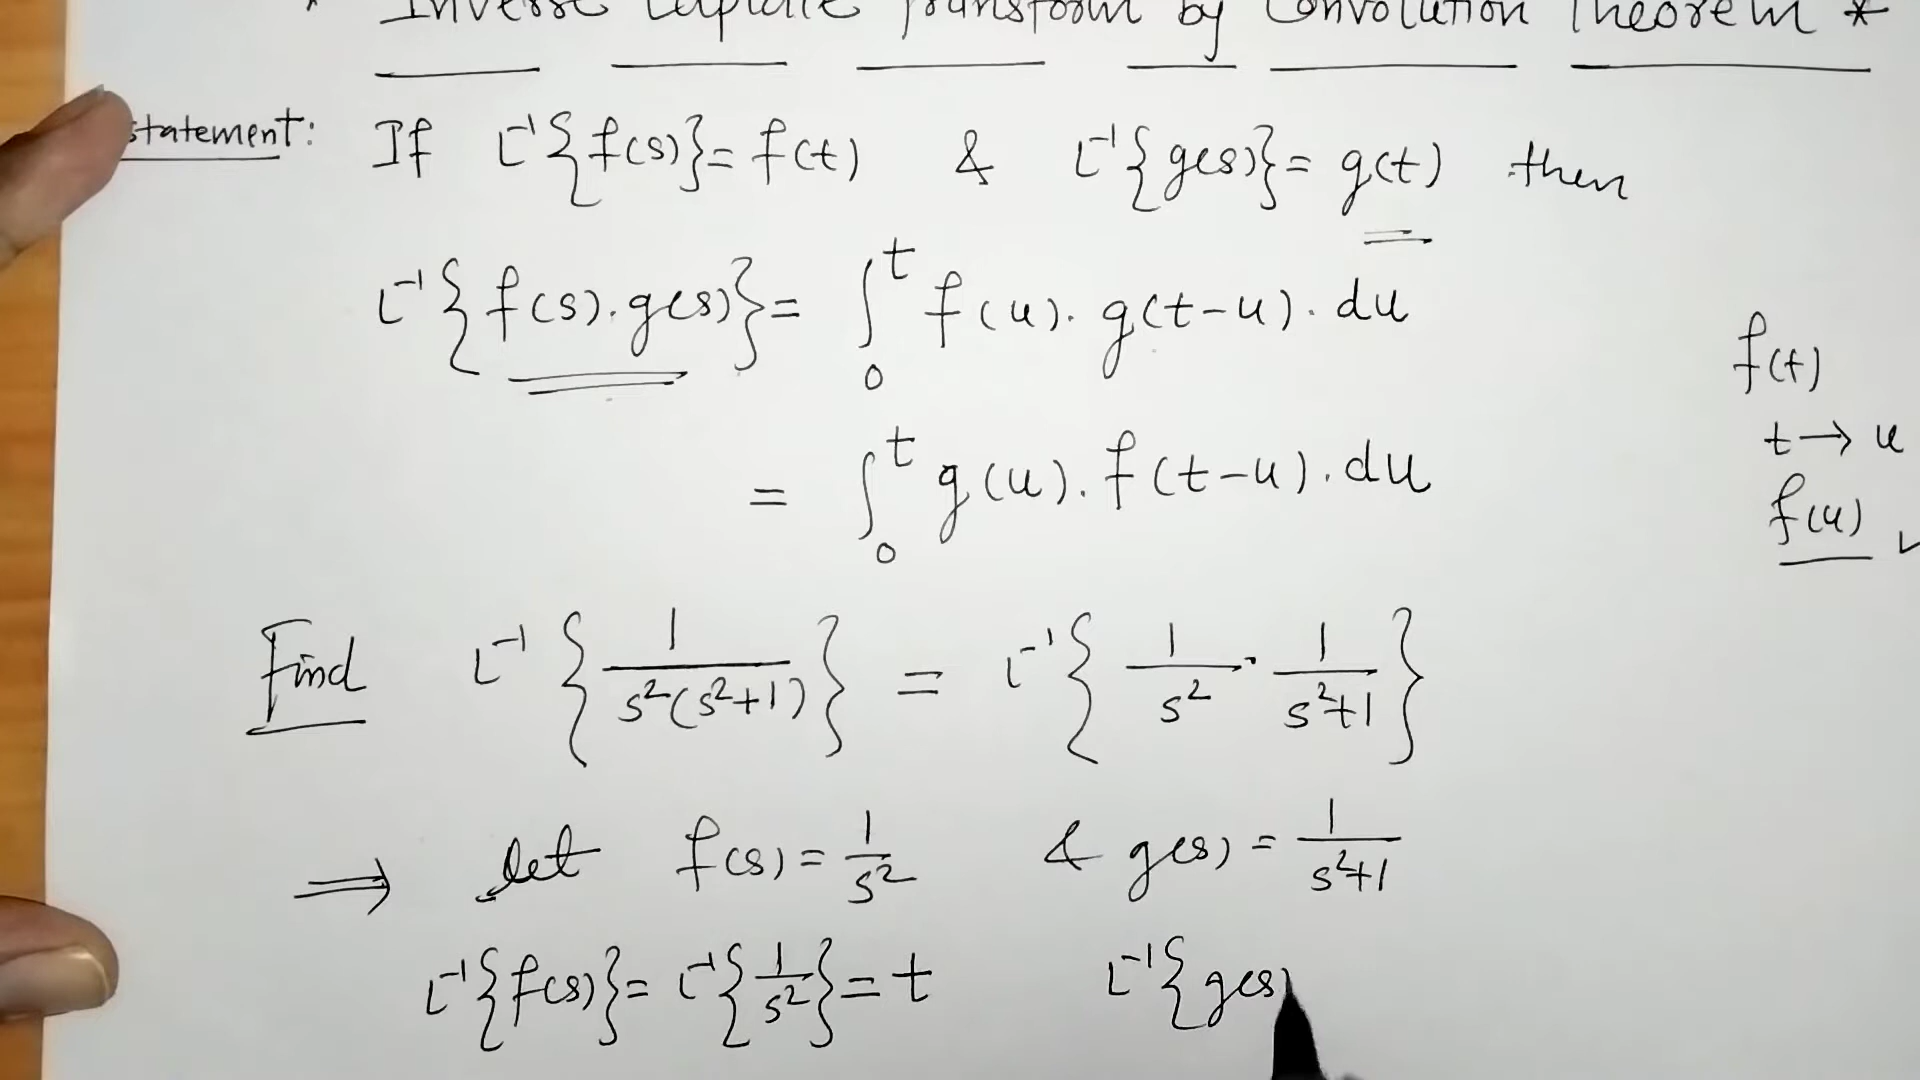 * Inverse Laplace Transform by Convolution Theorem *
statement: If L⁻¹{f(s)} = f(t) & L⁻¹{g(s)} = g(t) then
L⁻¹{f(s).g(s)} = ∫₀ᵗ f(u). g(t-u). du
= ∫₀ᵗ g(u). f(t-u). du
f(t)
t → u
f(u) ✓
Find L⁻¹{1/(s²(s²+1))} = L⁻¹{1/s² · 1/(s²+1)}
⟹ let f(s) = 1/s² & g(s) = 1/(s²+1)
L⁻¹{f(s)} = L⁻¹{1/s²} = t L⁻¹{g(s)